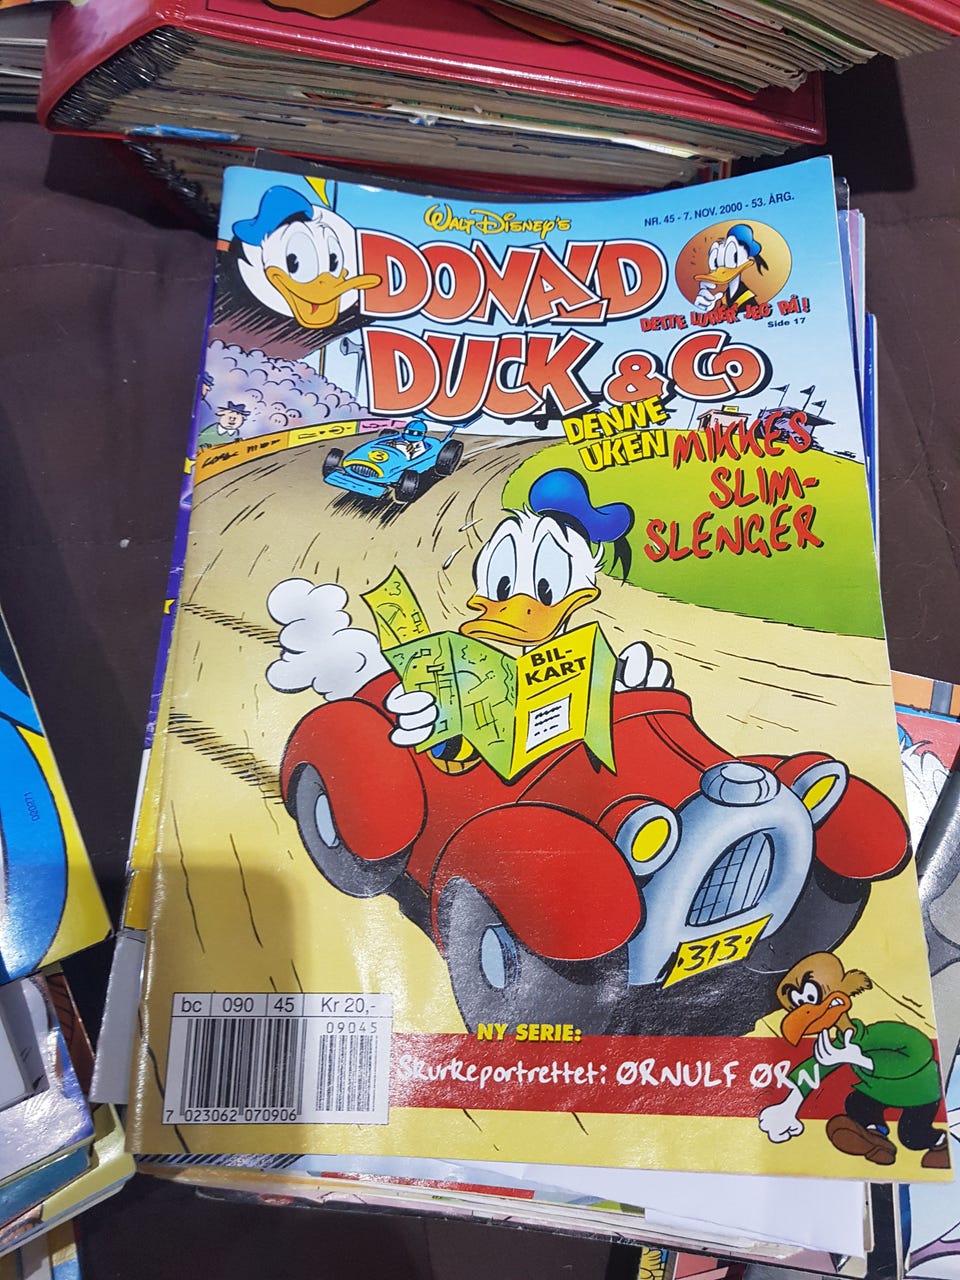 WALT DISNEY'S
NR. 45 - 7. NOV. 2000 - 53. ÅRG.
DONALD
DUCK & CO
DETTE LURER JEG PÅ!
Side 17
DENNE
UKEN
MIKKES
SLIM-
SLENGER
3
BIL-
KART
313
bc 090 45 Kr 20,-
09045
7 023062 070906
NY SERIE:
Skurkeportrettet: ØRNULF ØRN
020271